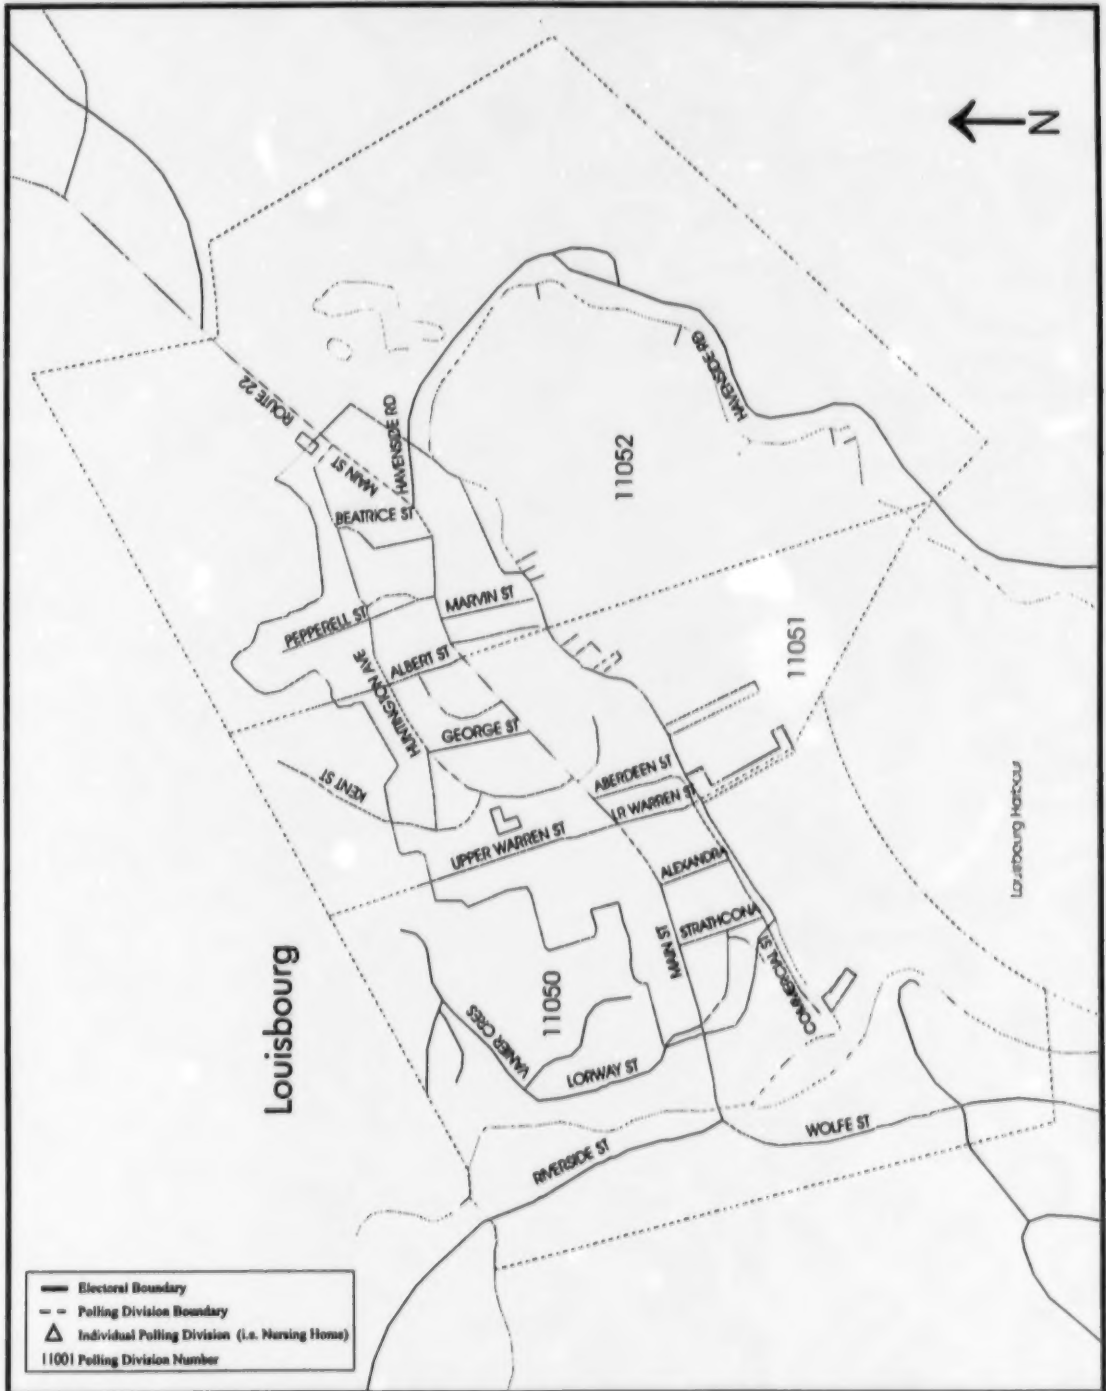 N
ROUTE 22
MAIN ST
HAVENSIDE RD
BEATRICE ST
HAVENSIDE RD
11052
PEPPERELL ST
MARVIN ST
HUNTINGTON AVE
ALBERT ST
11051
GEORGE ST
KENT ST
ABERDEEN ST
LR WARREN ST
UPPER WARREN ST
ALEXANDRA
Louisbourg Harbour
STRATHCONA
MAIN ST
COMMERCIAL ST
Louisbourg
11050
VANIER CRES
LORWAY ST
WOLFE ST
RIVERSIDE ST
Electoral Boundary
Polling Division Boundary
Individual Polling Division (i.e. Nursing Home)
11001 Polling Division Number